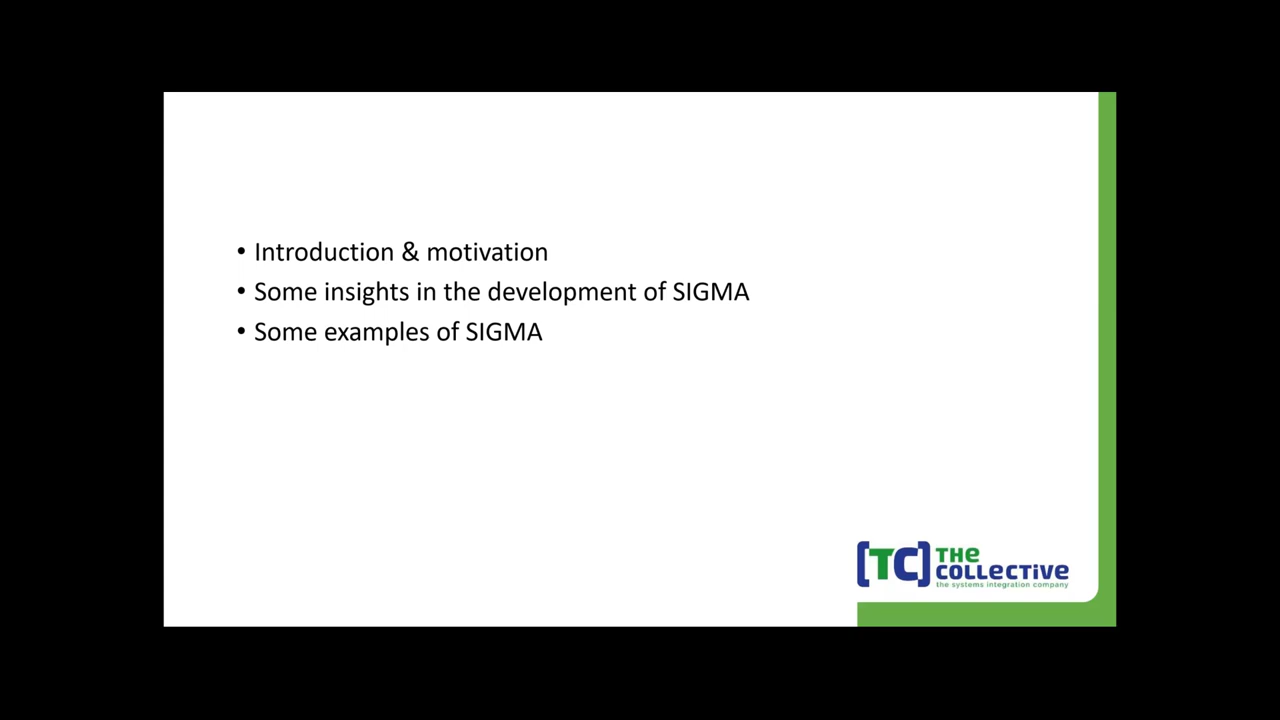 • Introduction & motivation
• Some insights in the development of SIGMA
• Some examples of SIGMA
[TC] THE COLLECTIVE
the systems integration company